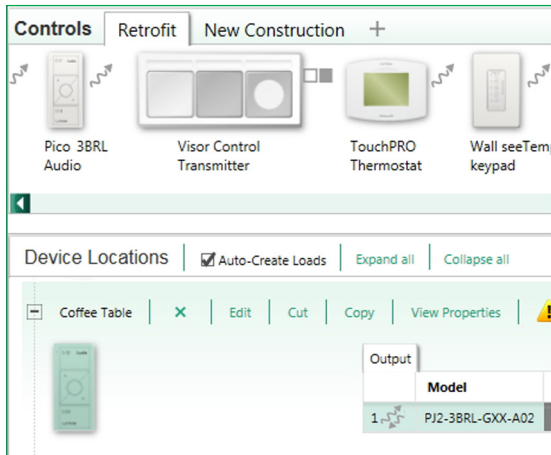 Controls Retrofit New Construction +
Pico 3BRL Audio
Visor Control Transmitter
TouchPRO Thermostat
Wall seeTemp keypad
Device Locations Auto-Create Loads Expand all Collapse all
Coffee Table × Edit Cut Copy View Properties
Output
Model
1 PJ2-3BRL-GXX-A02